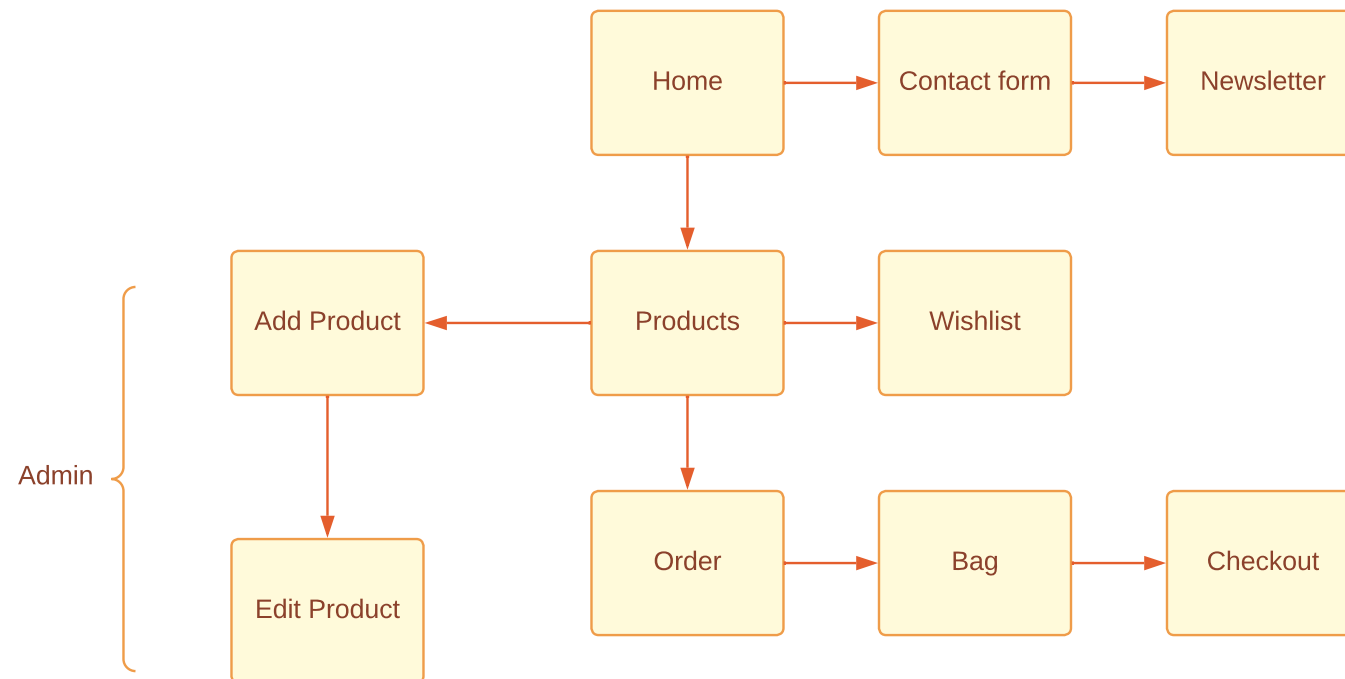 Home
Contact form
Newsletter
Add Product
Products
Wishlist
Admin
Order
Bag
Checkout
Edit Product